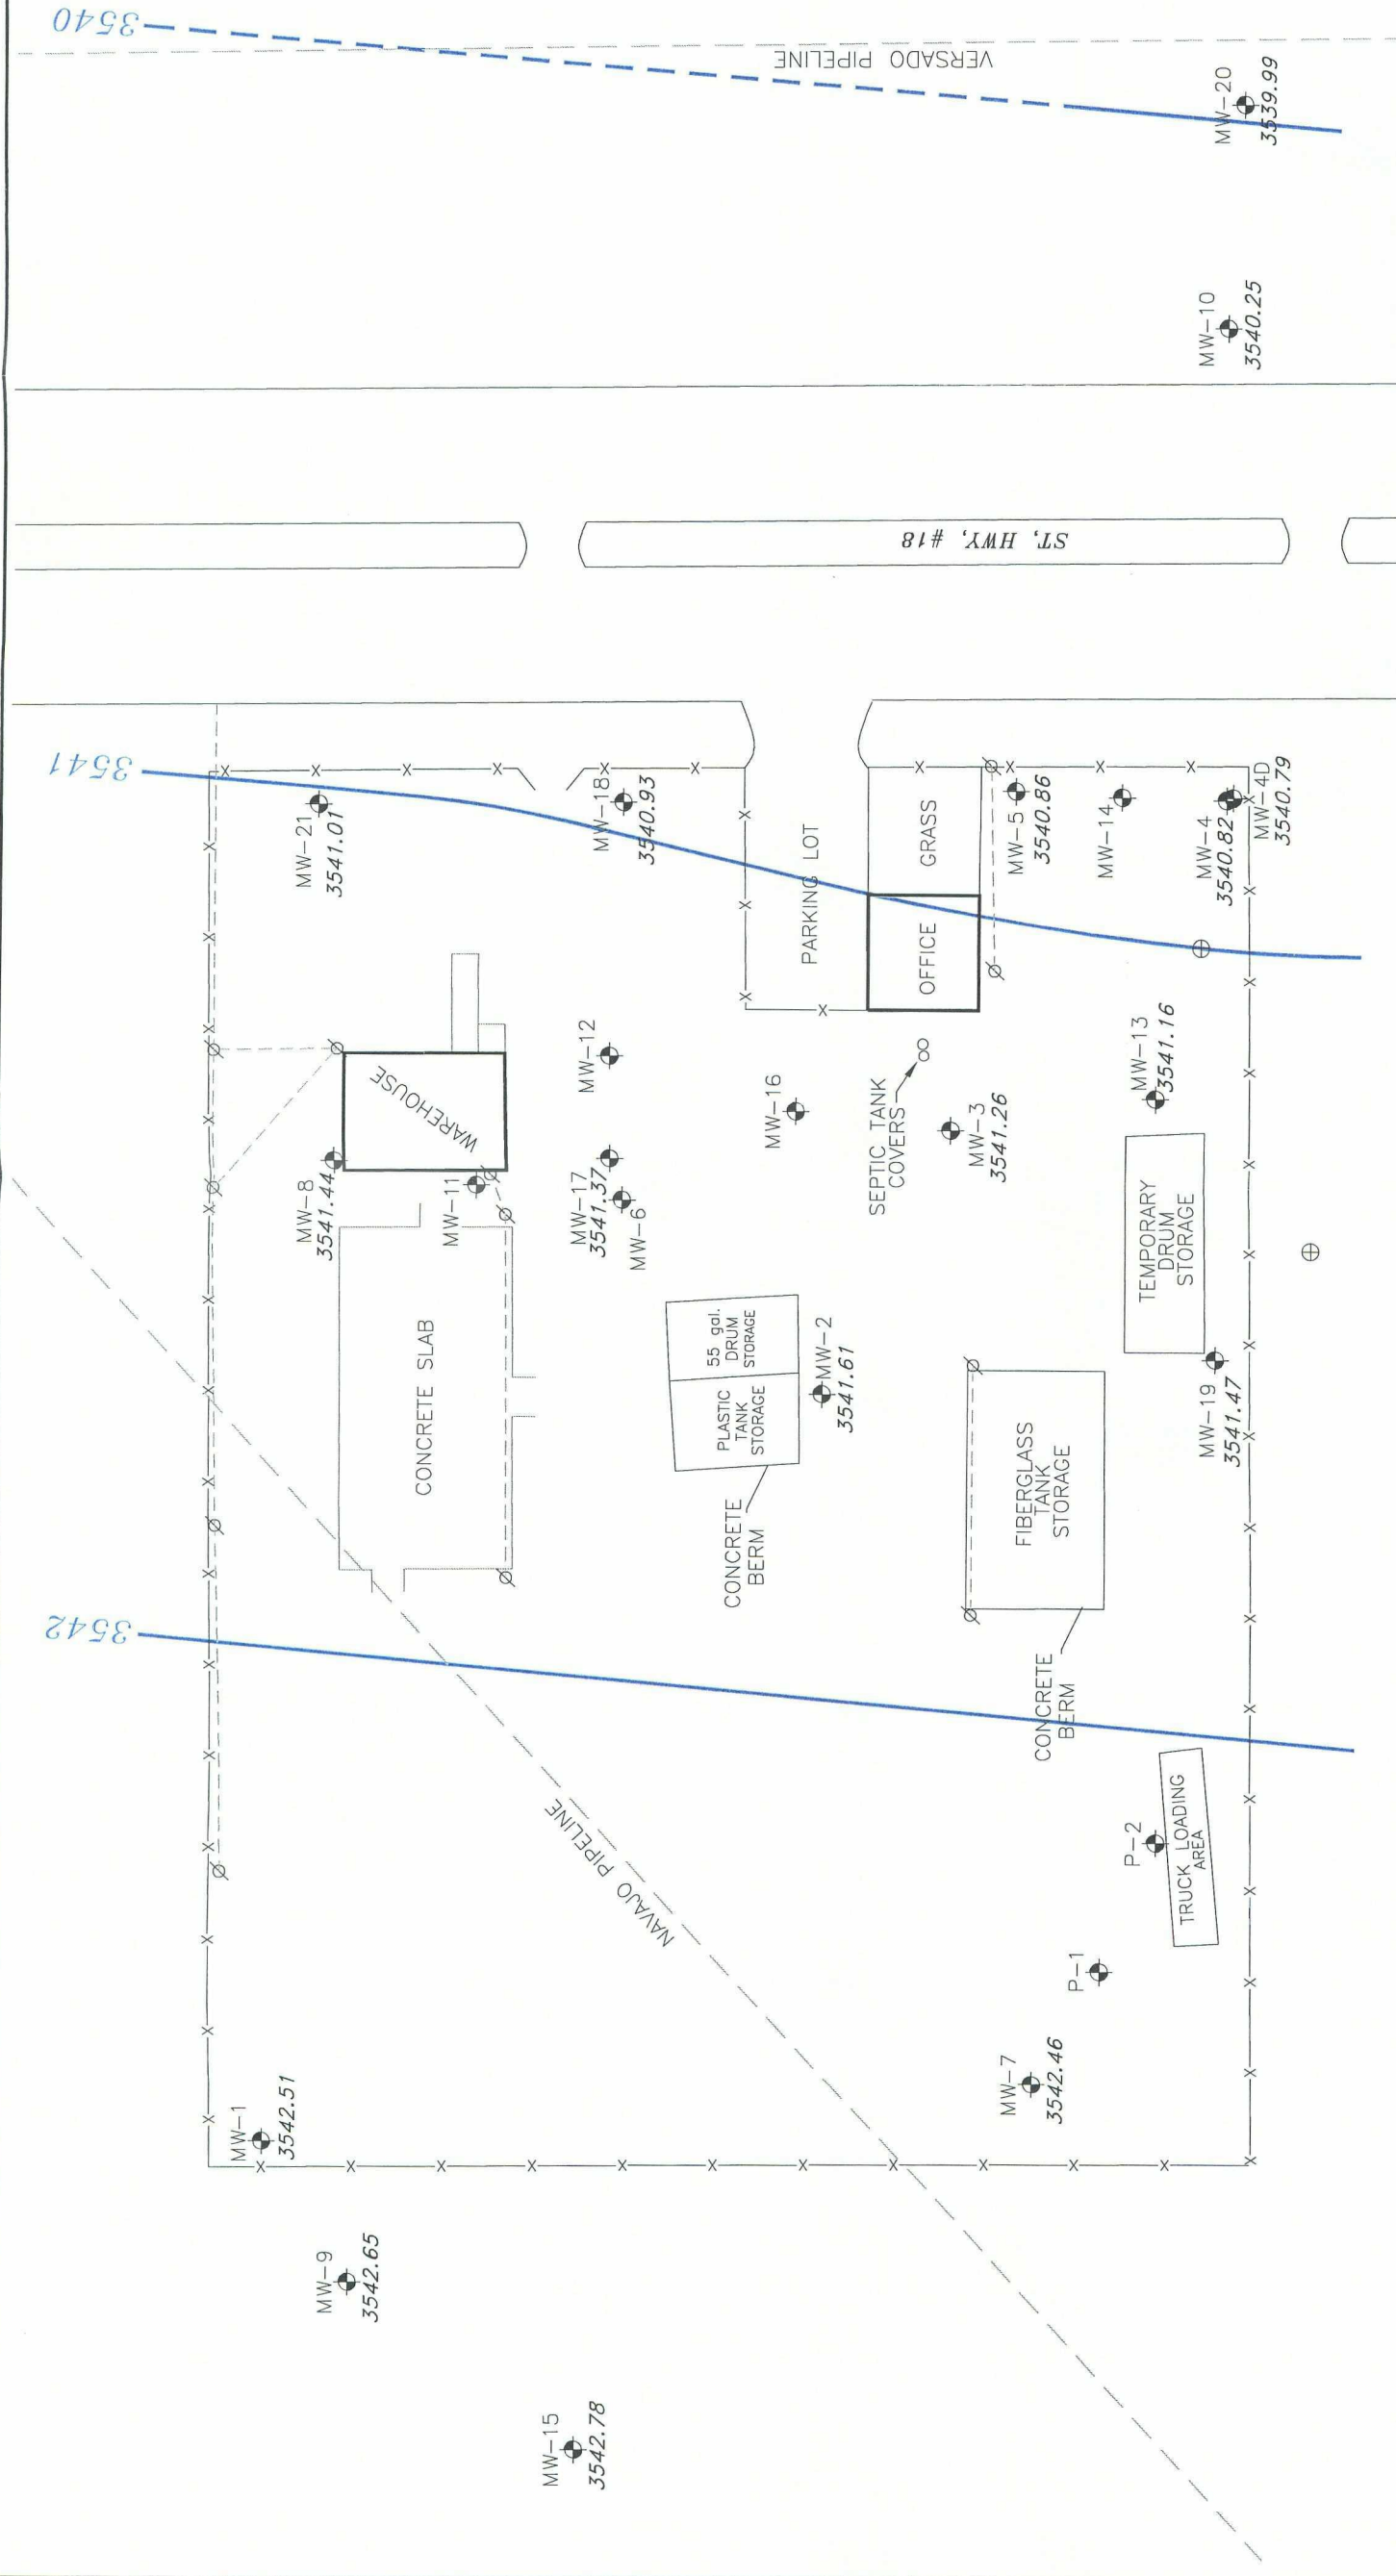 3540
3541
3542
VERSADO PIPELINE
MW-20
3539.99
MW-10
3540.25
ST, HWY, #18
MW-21
3541.01
MW-18
3540.93
PARKING LOT
GRASS
OFFICE
MW-5
3540.86
MW-14
MW-4
3540.82
MW-4D
3540.79
WAREHOUSE
MW-8
3541.44
MW-11
MW-12
MW-17
3541.37
MW-6
MW-16
SEPTIC TANK
COVERS
MW-3
3541.26
MW-13
3541.16
TEMPORARY
DRUM
STORAGE
CONCRETE SLAB
55 gal.
DRUM
STORAGE
PLASTIC
TANK
STORAGE
MW-2
3541.61
CONCRETE
BERM
FIBERGLASS
TANK
STORAGE
MW-19
3541.47
CONCRETE
BERM
NAVAJO PIPELINE
P-2
TRUCK LOADING
AREA
P-1
MW-7
3542.46
MW-1
3542.51
MW-9
3542.65
MW-15
3542.78